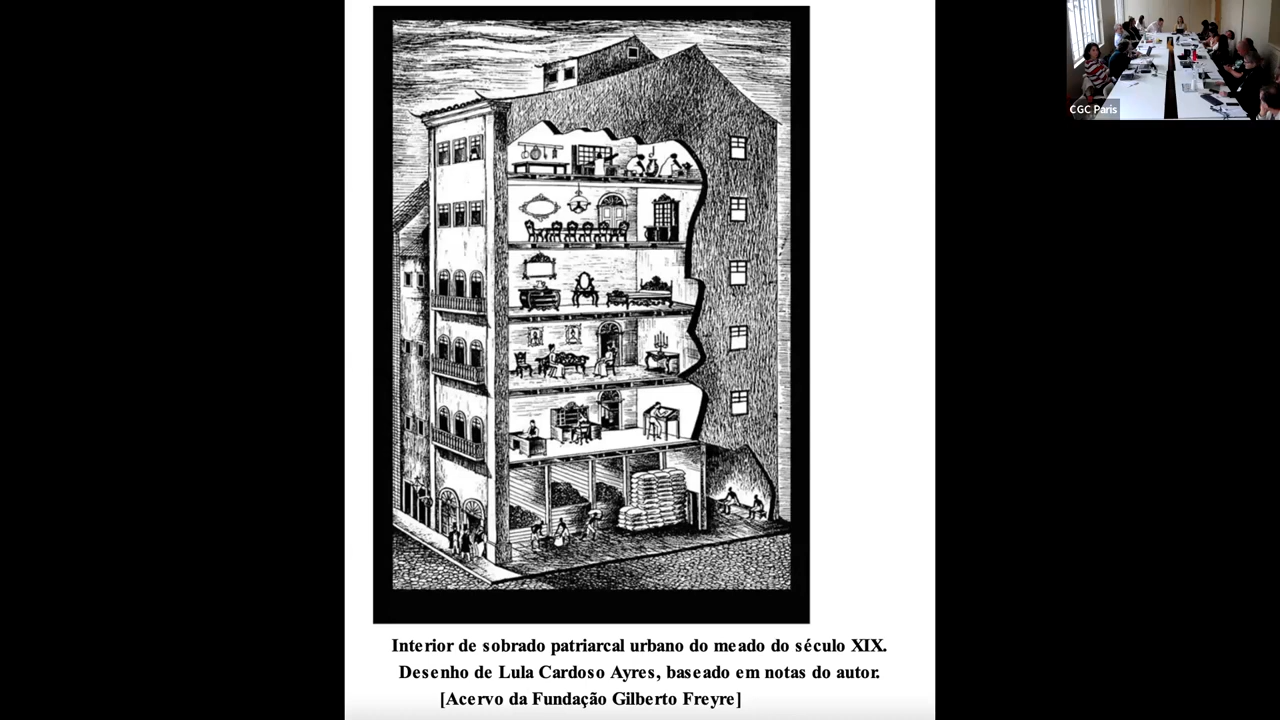 CGC Paris
Interior de sobrado patriarcal urbano do meado do século XIX.
Desenho de Lula Cardoso Ayres, baseado em notas do autor.
[Acervo da Fundação Gilberto Freyre]